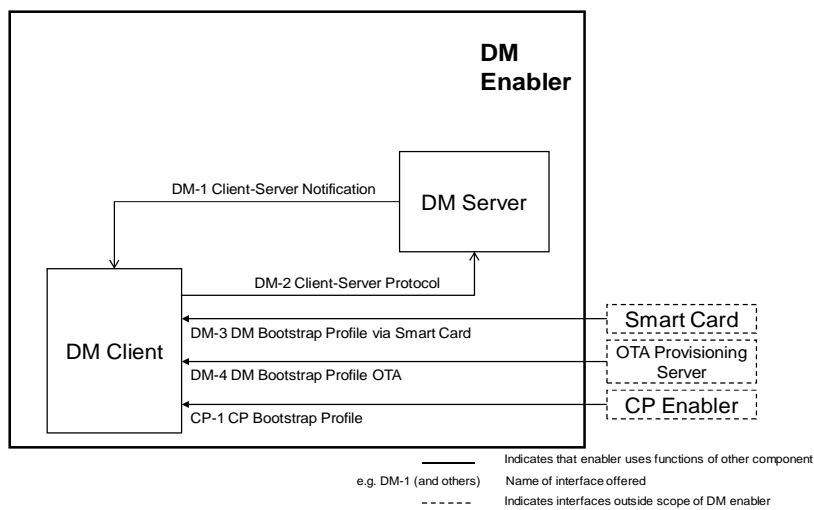 DM
Enabler
DM-1 Client-Server Notification
DM Server
DM-2 Client-Server Protocol
DM Client
Smart Card
DM-3 DM Bootstrap Profile via Smart Card
OTA Provisioning
Server
DM-4 DM Bootstrap Profile OTA
CP Enabler
CP-1 CP Bootstrap Profile
Indicates that enabler uses functions of other component
e.g. DM-1 (and others) Name of interface offered
Indicates interfaces outside scope of DM enabler